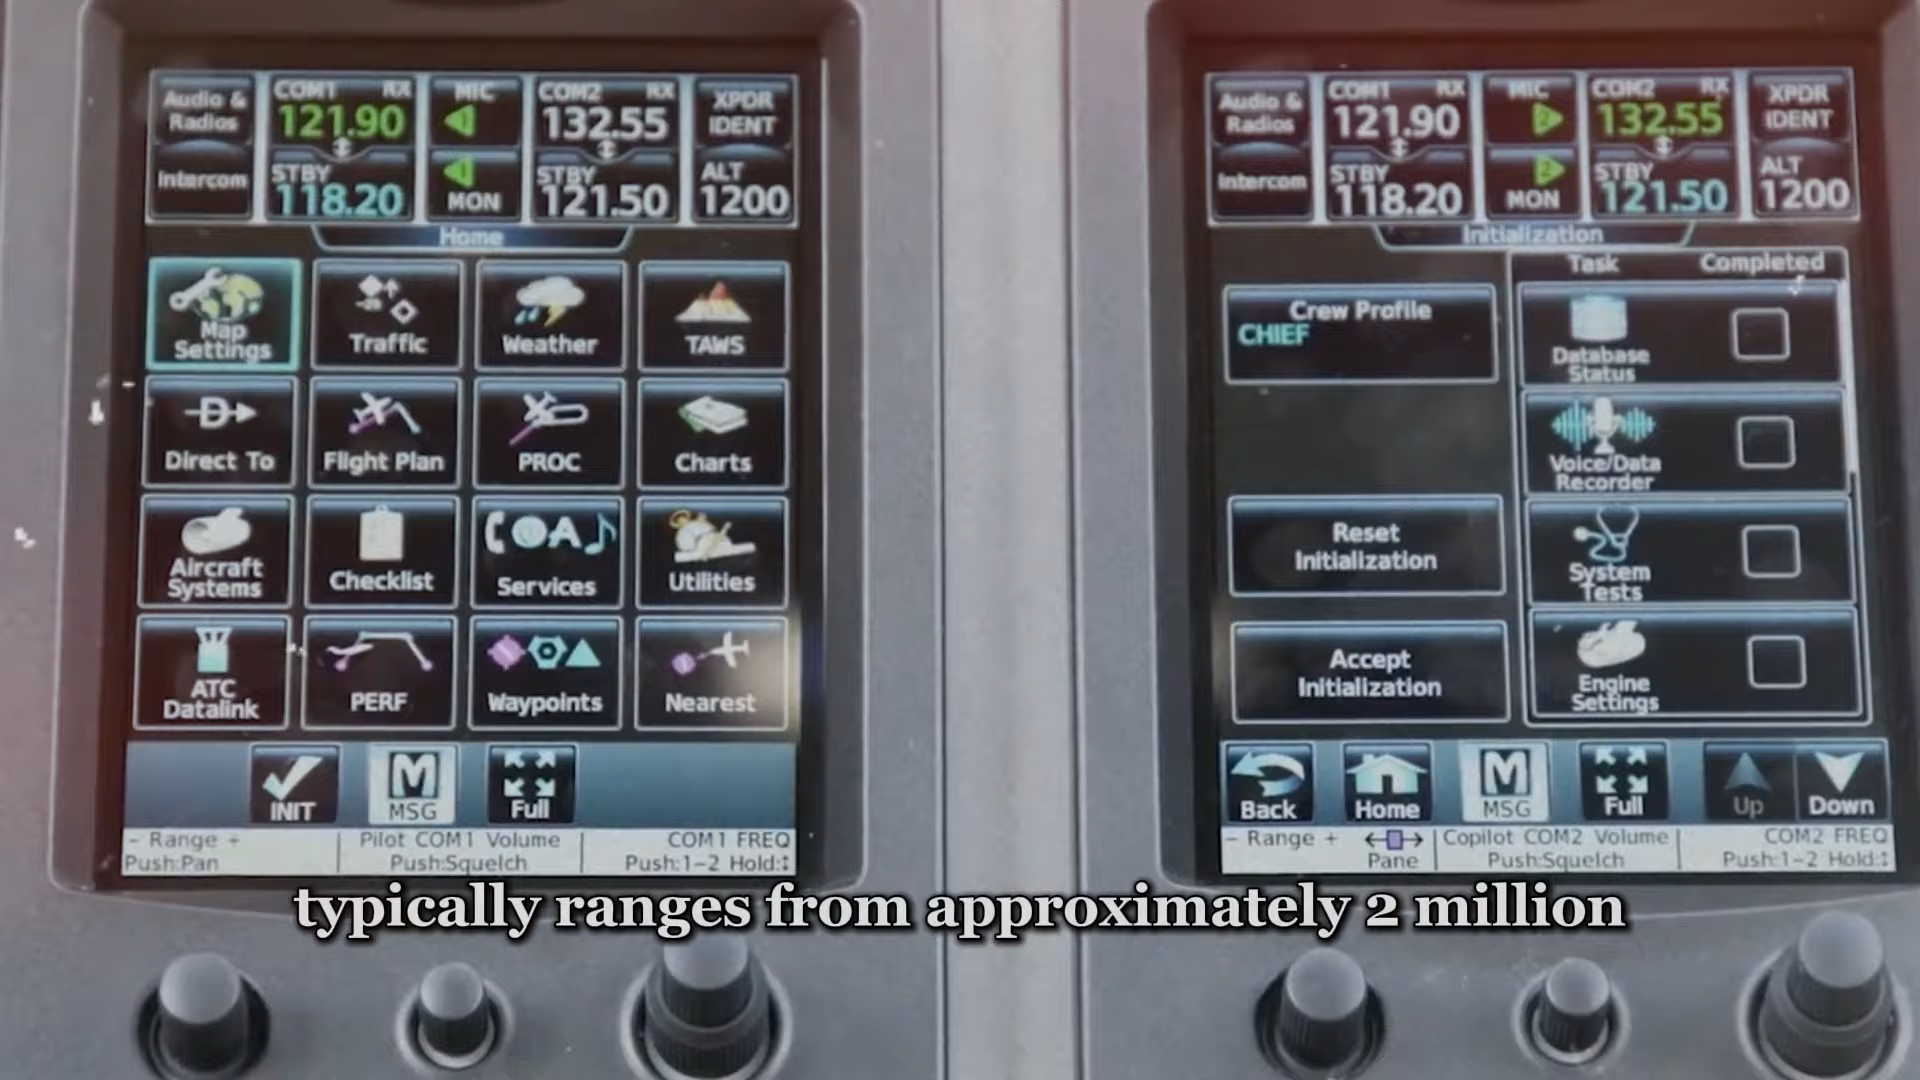 Audio & Radios
COM1 RX
121.90
STBY
118.20
MIC
MON
COM2 RX
132.55
STBY
121.50
XPDR
IDENT
ALT
1200
Intercom
Home
Map Settings
Traffic
Weather
TAWS
Direct To
Flight Plan
PROC
Charts
Aircraft Systems
Checklist
Services
Utilities
ATC Datalink
PERF
Waypoints
Nearest
INIT
MSG
Full
- Range +
Push:Pan
Pilot COM1 Volume
Push:Squelch
COM1 FREQ
Push:1-2 Hold:↕
Audio & Radios
COM1 RX
121.90
STBY
118.20
MIC
MON
COM2 RX
132.55
STBY
121.50
XPDR
IDENT
ALT
1200
Intercom
Initialization
Crew Profile
CHIEF
Reset Initialization
Accept Initialization
Task Completed
Database Status
Voice/Data Recorder
System Tests
Engine Settings
Back
Home
MSG
Full
Up
Down
- Range +
Pane
Copilot COM2 Volume
Push:Squelch
COM2 FREQ
Push:1-2 Hold:↕
typically ranges from approximately 2 million